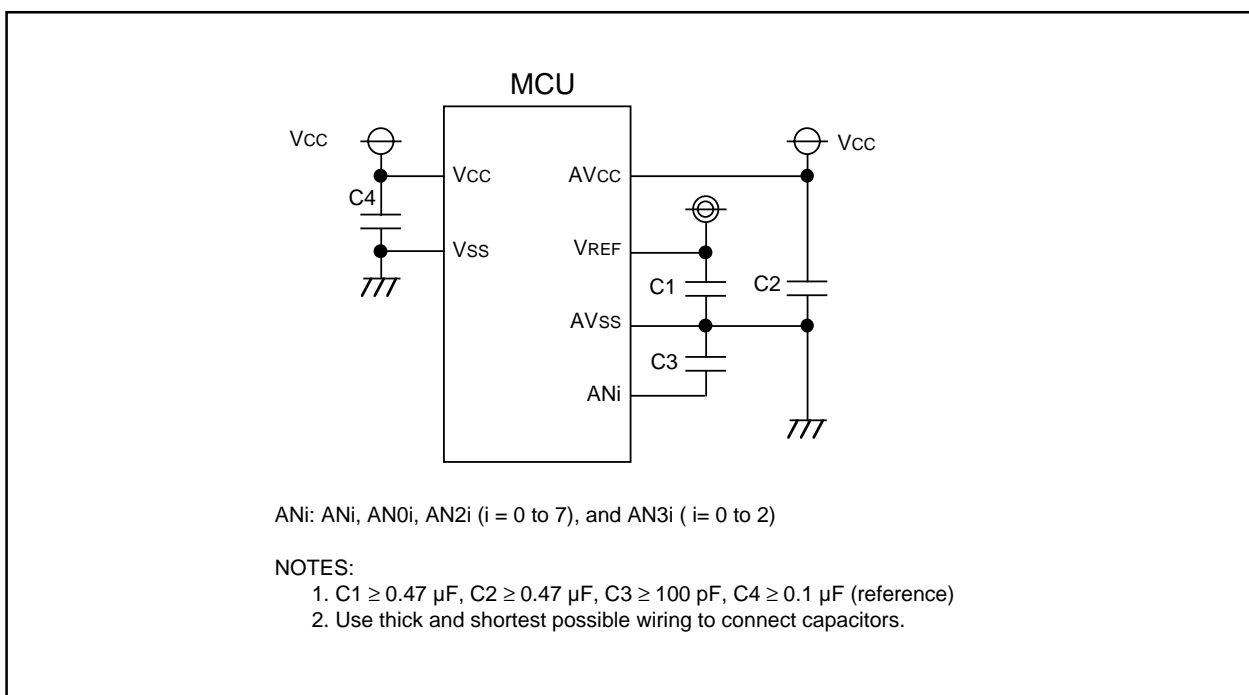 MCU
VCC
VCC
C4
VSS
AVCC
VCC
VREF
C1
C2
AVSS
C3
ANi
ANi: ANi, AN0i, AN2i (i = 0 to 7), and AN3i ( i= 0 to 2)
NOTES:
1. C1 ≥ 0.47 µF, C2 ≥ 0.47 µF, C3 ≥ 100 pF, C4 ≥ 0.1 µF (reference)
2. Use thick and shortest possible wiring to connect capacitors.